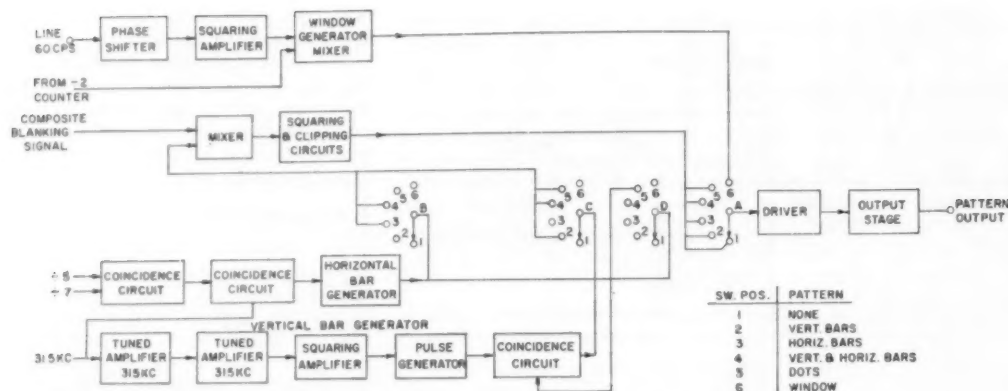 LINE
60 CPS
PHASE
SHIFTER
SQUARING
AMPLIFIER
WINDOW
GENERATOR
MIXER
FROM ÷2
COUNTER
COMPOSITE
BLANKING
SIGNAL
MIXER
SQUARING
& CLIPPING
CIRCUITS
6
5
4
3
2
1
B
6
5
4
3
2
1
C
6
5
4
3
2
1
D
6
5
4
3
2
1
A
DRIVER
OUTPUT
STAGE
PATTERN
OUTPUT
÷5
÷7
COINCIDENCE
CIRCUIT
COINCIDENCE
CIRCUIT
HORIZONTAL
BAR
GENERATOR
VERTICAL BAR GENERATOR
315KC
TUNED
AMPLIFIER
315KC
TUNED
AMPLIFIER
315KC
SQUARING
AMPLIFIER
PULSE
GENERATOR
COINCIDENCE
CIRCUIT
SW. POS. PATTERN
1 NONE
2 VERT. BARS
3 HORIZ. BARS
4 VERT. & HORIZ. BARS
5 DOTS
6 WINDOW